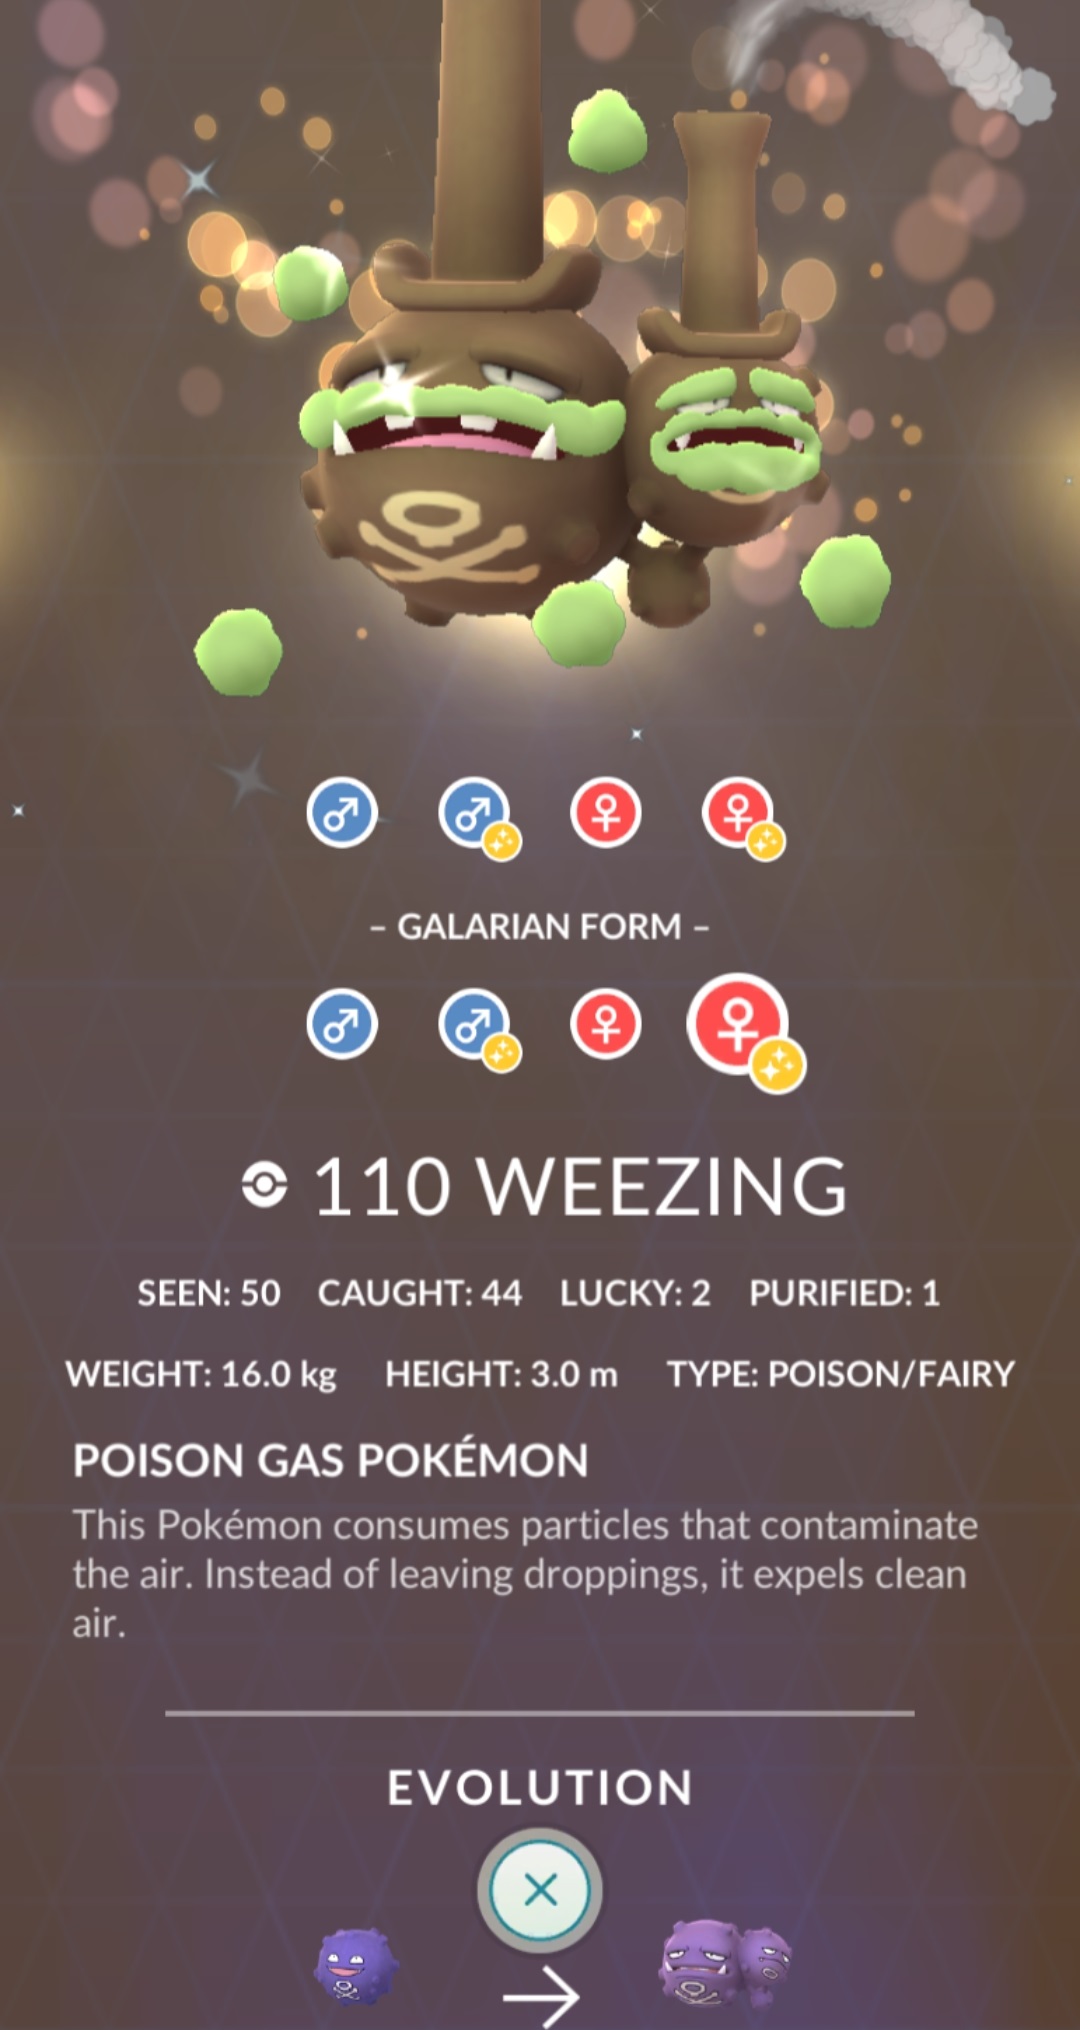 – GALARIAN FORM –
110 WEEZING
SEEN: 50 CAUGHT: 44 LUCKY: 2 PURIFIED: 1
WEIGHT: 16.0 kg HEIGHT: 3.0 m TYPE: POISON/FAIRY
POISON GAS POKÉMON
This Pokémon consumes particles that contaminate
the air. Instead of leaving droppings, it expels clean
air.
EVOLUTION